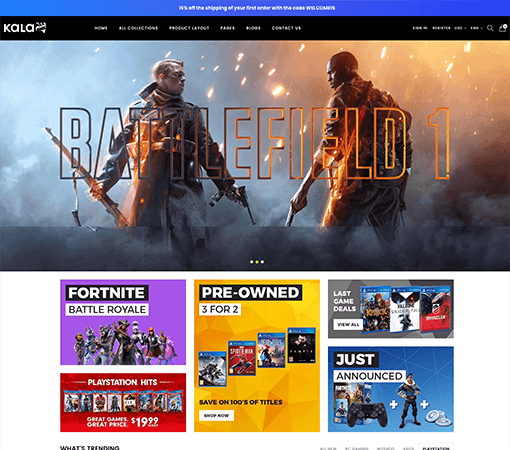 15% off the shipping of your first order with the code WELCOME15
KALA
HOME ALL COLLECTIONS PRODUCT LAYOUT PAGES BLOGS CONTACT US
SIGN IN REGISTER USD ENG
BATTLEFIELD 1
FORTNITE
BATTLE ROYALE
PRE-OWNED
3 FOR 2
SAVE ON 100'S OF TITLES
SHOP NOW
LAST
GAME
DEALS
VIEW ALL
PLAYSTATION HITS
GREAT GAMES.
GREAT PRICE. $19.99
JUST
ANNOUNCED
WHAT'S TRENDING
ALL NEW PC GAMING NINTENDO XBOX PLAYSTATION